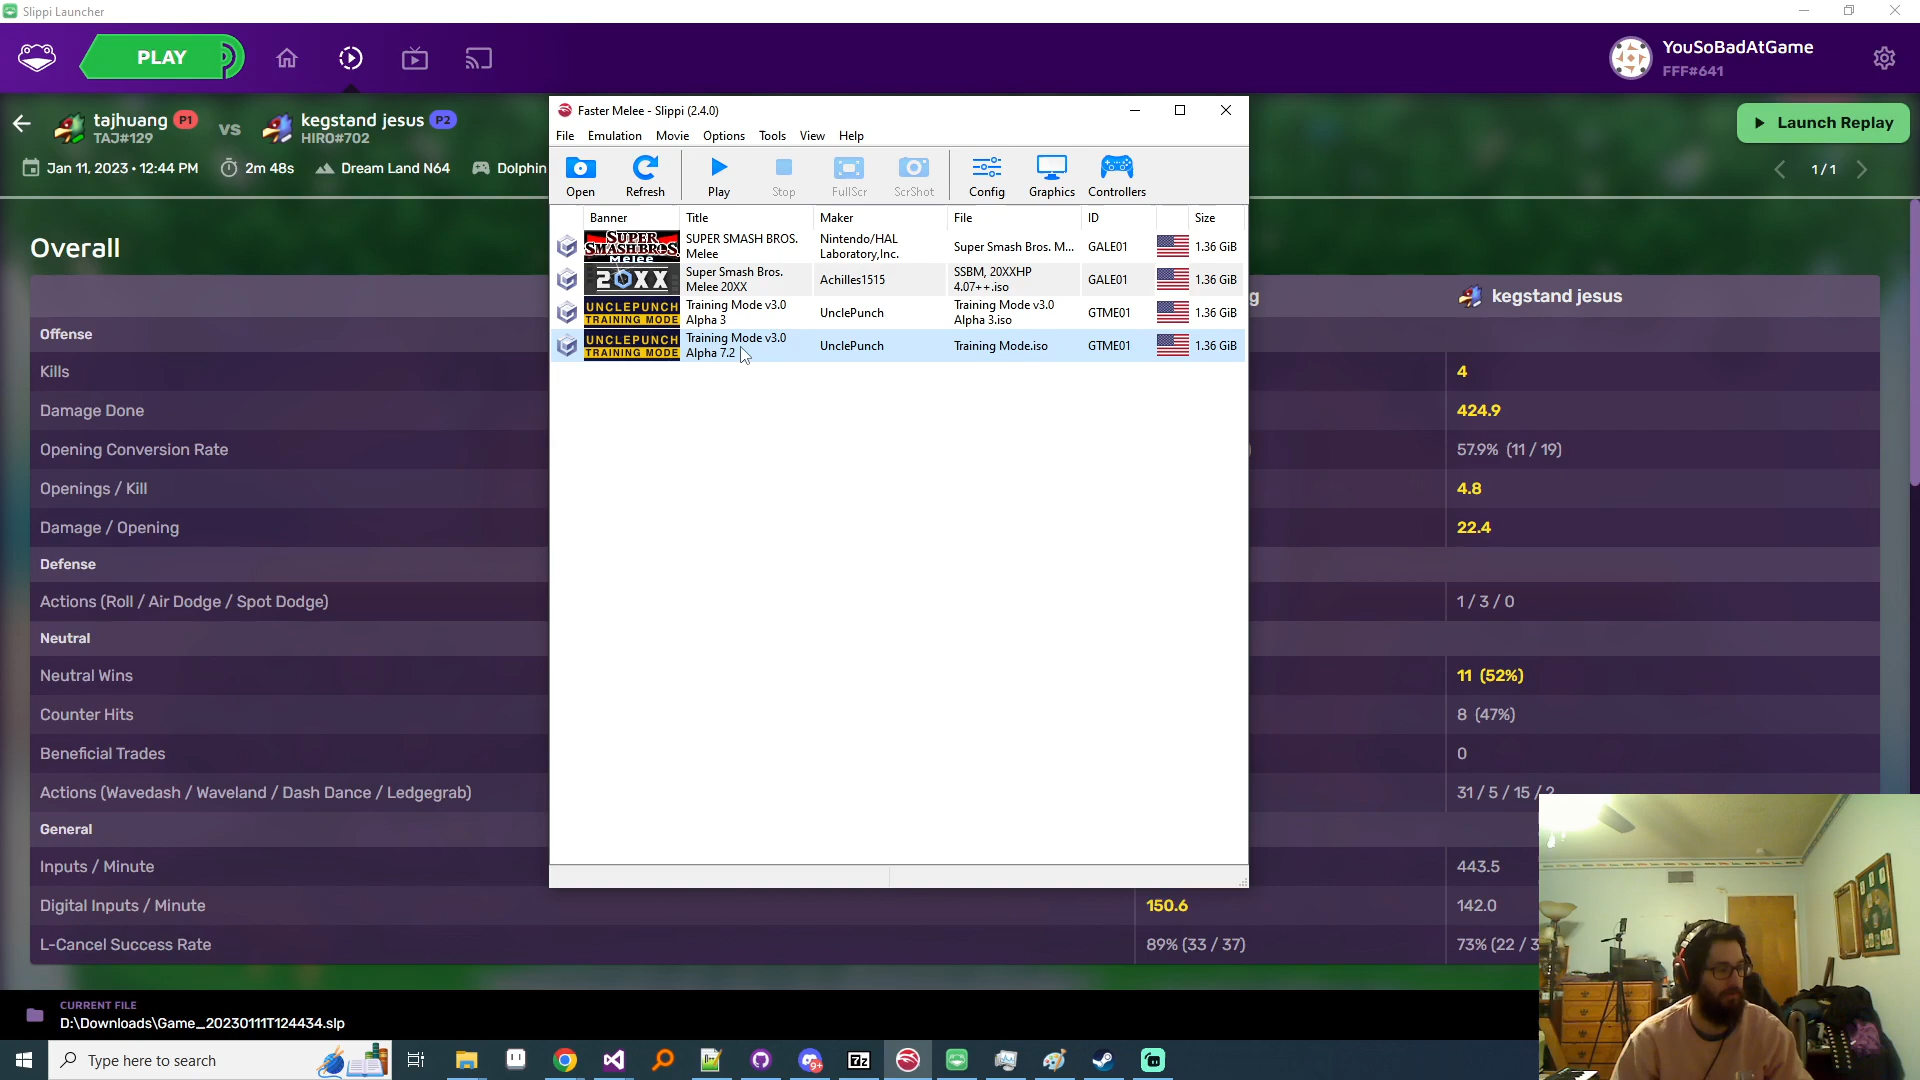 Slippi Launcher
PLAY
YouSoBadAtGame
FFF#641
tajhuang P1
TAJ#129
vs
kegstand jesus P2
HIRO#702
Launch Replay
Jan 11, 2023 • 12:44 PM
2m 48s
Dream Land N64
Dolphin
1 / 1
Faster Melee - Slippi (2.4.0)
File Emulation Movie Options Tools View Help
Open Refresh Play Stop FullScr ScrShot Config Graphics Controllers
Banner Title Maker File ID Size
SUPER SMASH BROS. Melee
SUPER SMASH BROS.
Melee
Nintendo/HAL
Laboratory,Inc.
Super Smash Bros. M...
GALE01
1.36 GiB
20XX
Super Smash Bros.
Melee 20XX
Achilles1515
SSBM, 20XXHP
4.07++.iso
GALE01
1.36 GiB
UNCLEPUNCH
TRAINING MODE
Training Mode v3.0
Alpha 3
UnclePunch
Training Mode v3.0
Alpha 3.iso
GTME01
1.36 GiB
UNCLEPUNCH
TRAINING MODE
Training Mode v3.0
Alpha 7.2
UnclePunch
Training Mode.iso
GTME01
1.36 GiB
Overall
g
kegstand jesus
Offense
Kills 4
Damage Done 424.9
Opening Conversion Rate 57.9% (11 / 19)
Openings / Kill 4.8
Damage / Opening 22.4
Defense
Actions (Roll / Air Dodge / Spot Dodge) 1 / 3 / 0
Neutral
Neutral Wins 11 (52%)
Counter Hits 8 (47%)
Beneficial Trades 0
Actions (Wavedash / Waveland / Dash Dance / Ledgegrab) 31 / 5 / 15 /
General
Inputs / Minute 443.5
Digital Inputs / Minute 150.6 142.0
L-Cancel Success Rate 89% (33 / 37) 73% (22 / 3
CURRENT FILE
D:\Downloads\Game_20230111T124434.slp
Type here to search
7z